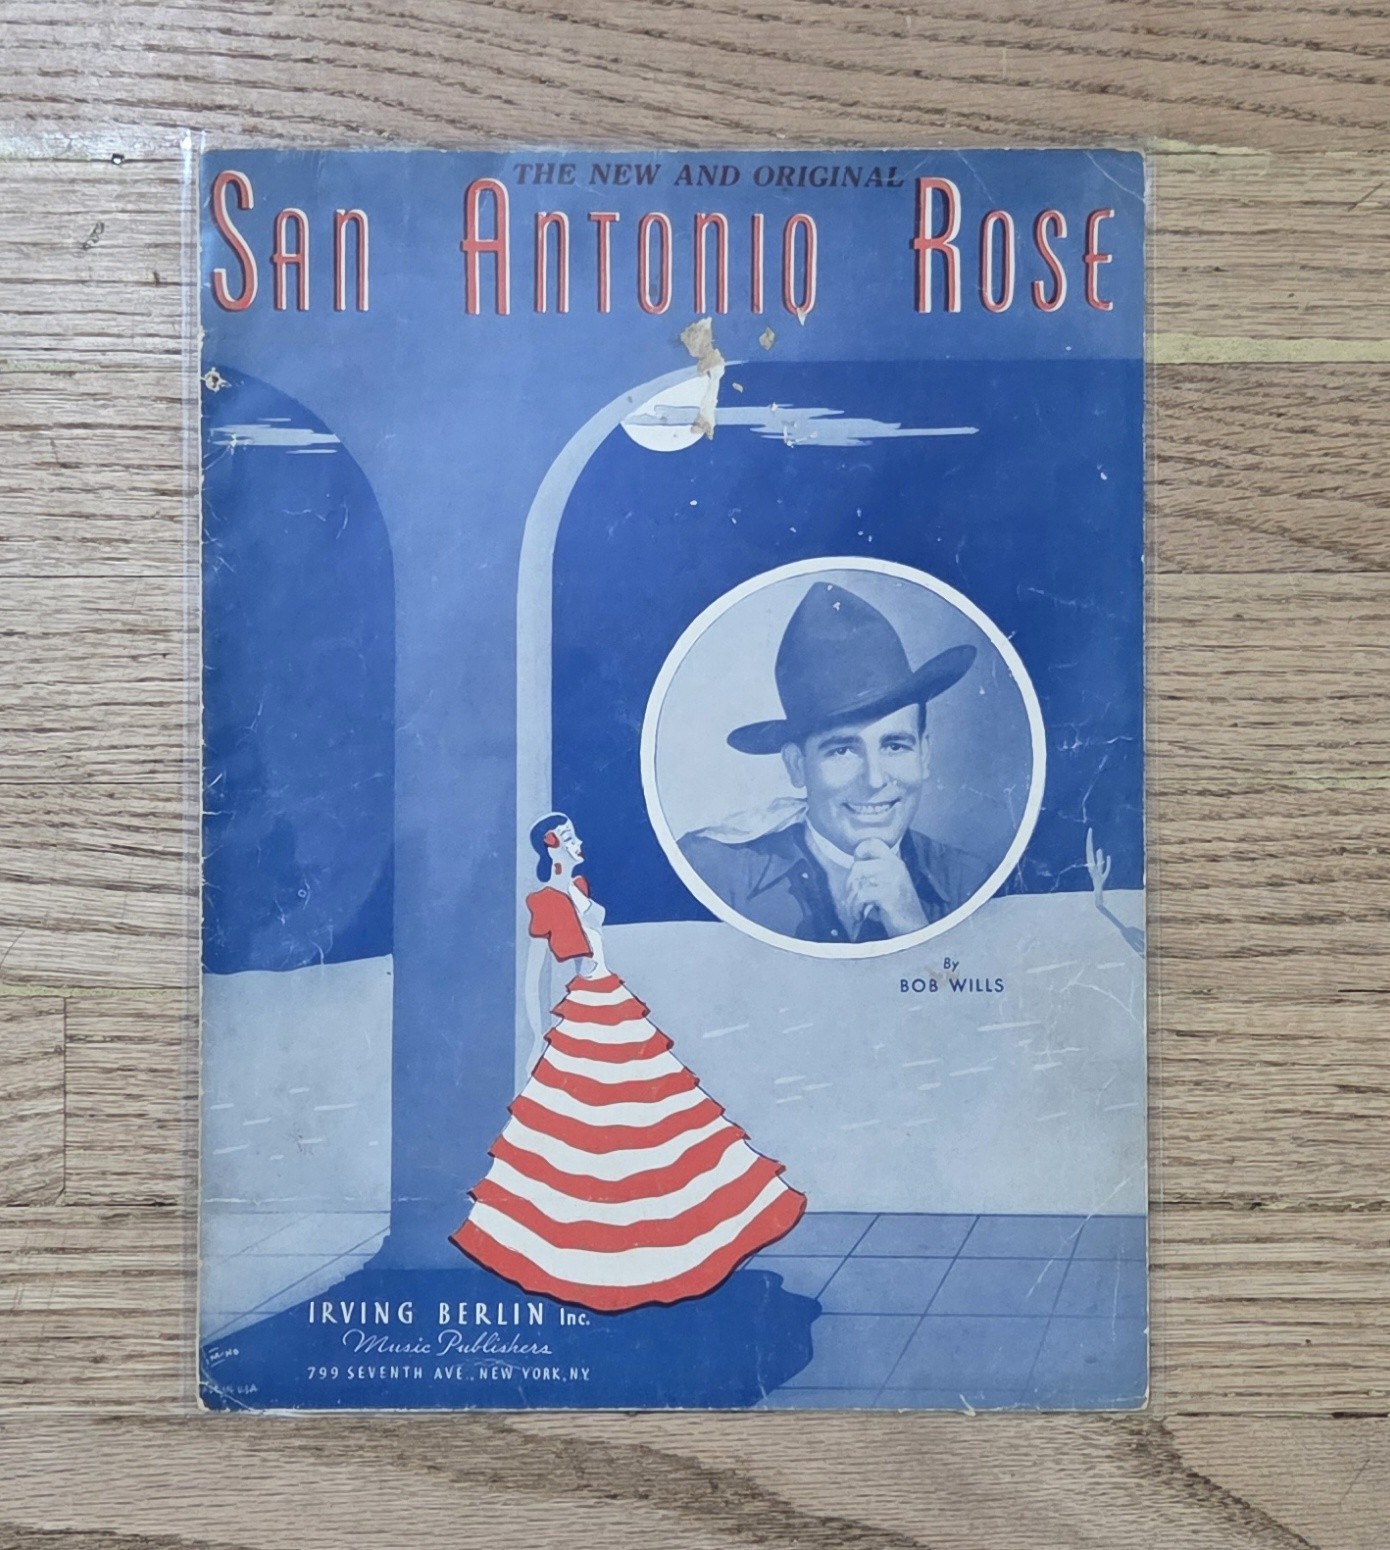 THE NEW AND ORIGINAL
SAN ANTONIO ROSE
By
BOB WILLS
IRVING BERLIN Inc.
Music Publishers
799 SEVENTH AVE., NEW YORK, N.Y.
IN U.S.A.